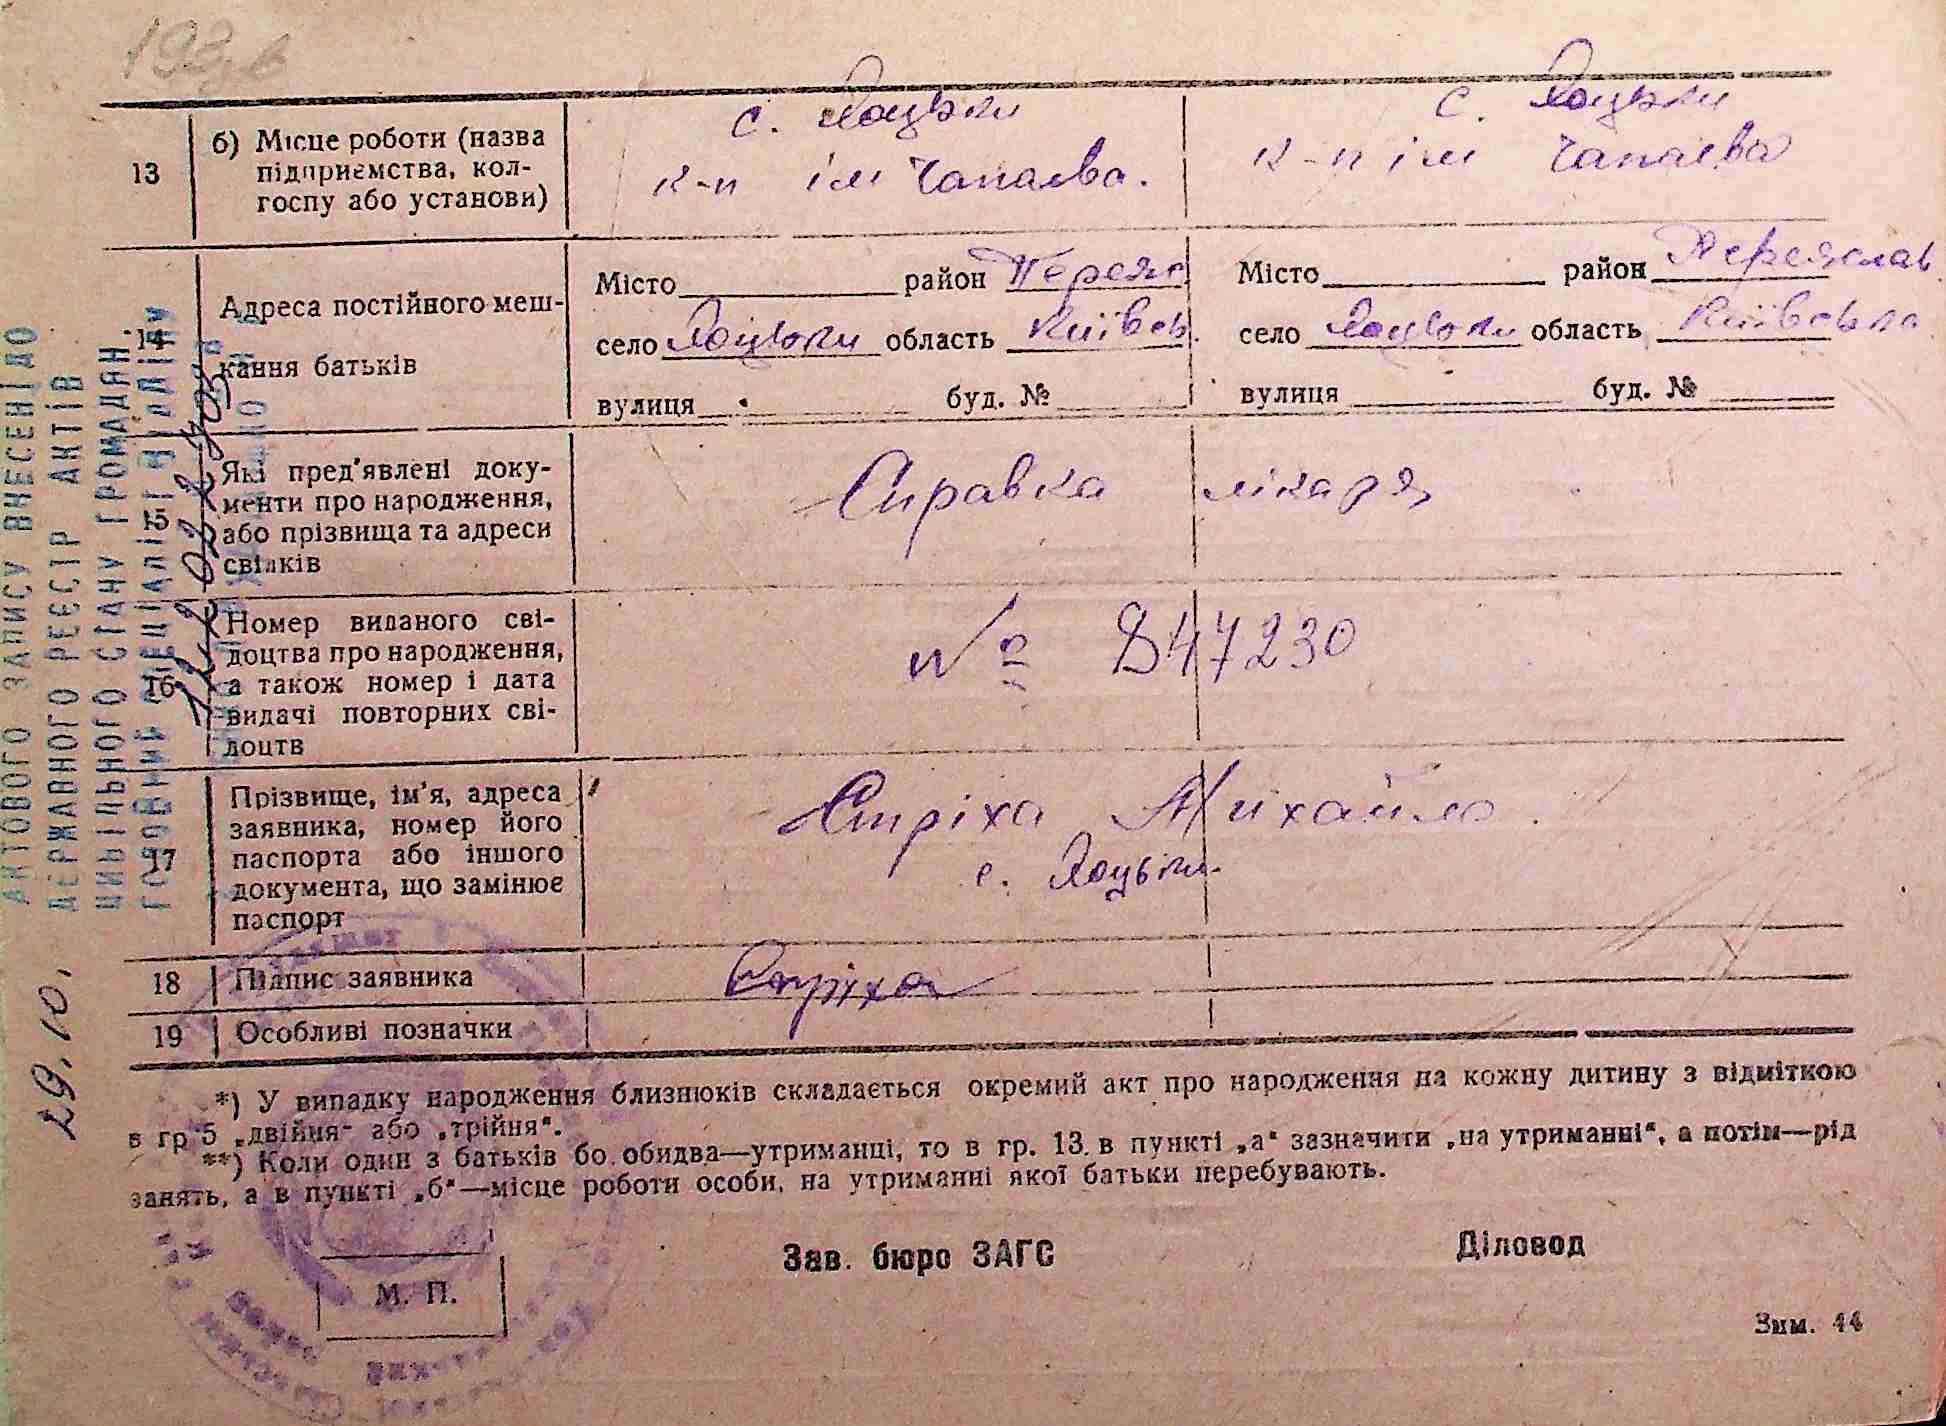 с. Яоцьки с. Яоцьки
13 б) Місце роботи (назва підприємства, кол-
госпу або установи)
к-п ім Чапаєва. к-п ім Чапаєва
14 Адреса постійного меш-
кання батьків
Місто район Переяс. Місто район Переяслав
село область Київськ. село область Київська
вулиця буд. № вулиця буд. №
15 Які пред'явлені доку-
менти про народження,
або прізвища та адреси
свідків
Справка лікаря
16 Номер виданого сві-
доцтва про народження,
а також номер і дата
видачі повторних сві-
доцтв
№ 847230
17 Прізвище, ім'я, адреса
заявника, номер його
паспорта або іншого
документа, що замінює
паспорт
Стріха Михайло.
18 Підпис заявника Стріха
19 Особливі позначки
*) У випадку народження близнюків складається окремий акт про народження на кожну дитину з відміткою
в гр 5 „двійня" або „трійня".
**) Коли один з батьків бо обидва—утриманці, то в гр. 13 в пункті „а" зазначити „на утриманні", а потім—рід
занять, а в пункті „б"—місце роботи особи, на утриманні якої батьки перебувають.
Зав. бюро ЗАГС Діловод
М. П.
Зим. 44
АКТОВОГО ЗАПИСУ ВНЕСЕНІ ДО
ДЕРЖАВНОГО РЕЄСТР АКТІВ
ЦИВІЛЬНОГО СТАНУ ГРОМАДЯН.
29.10.